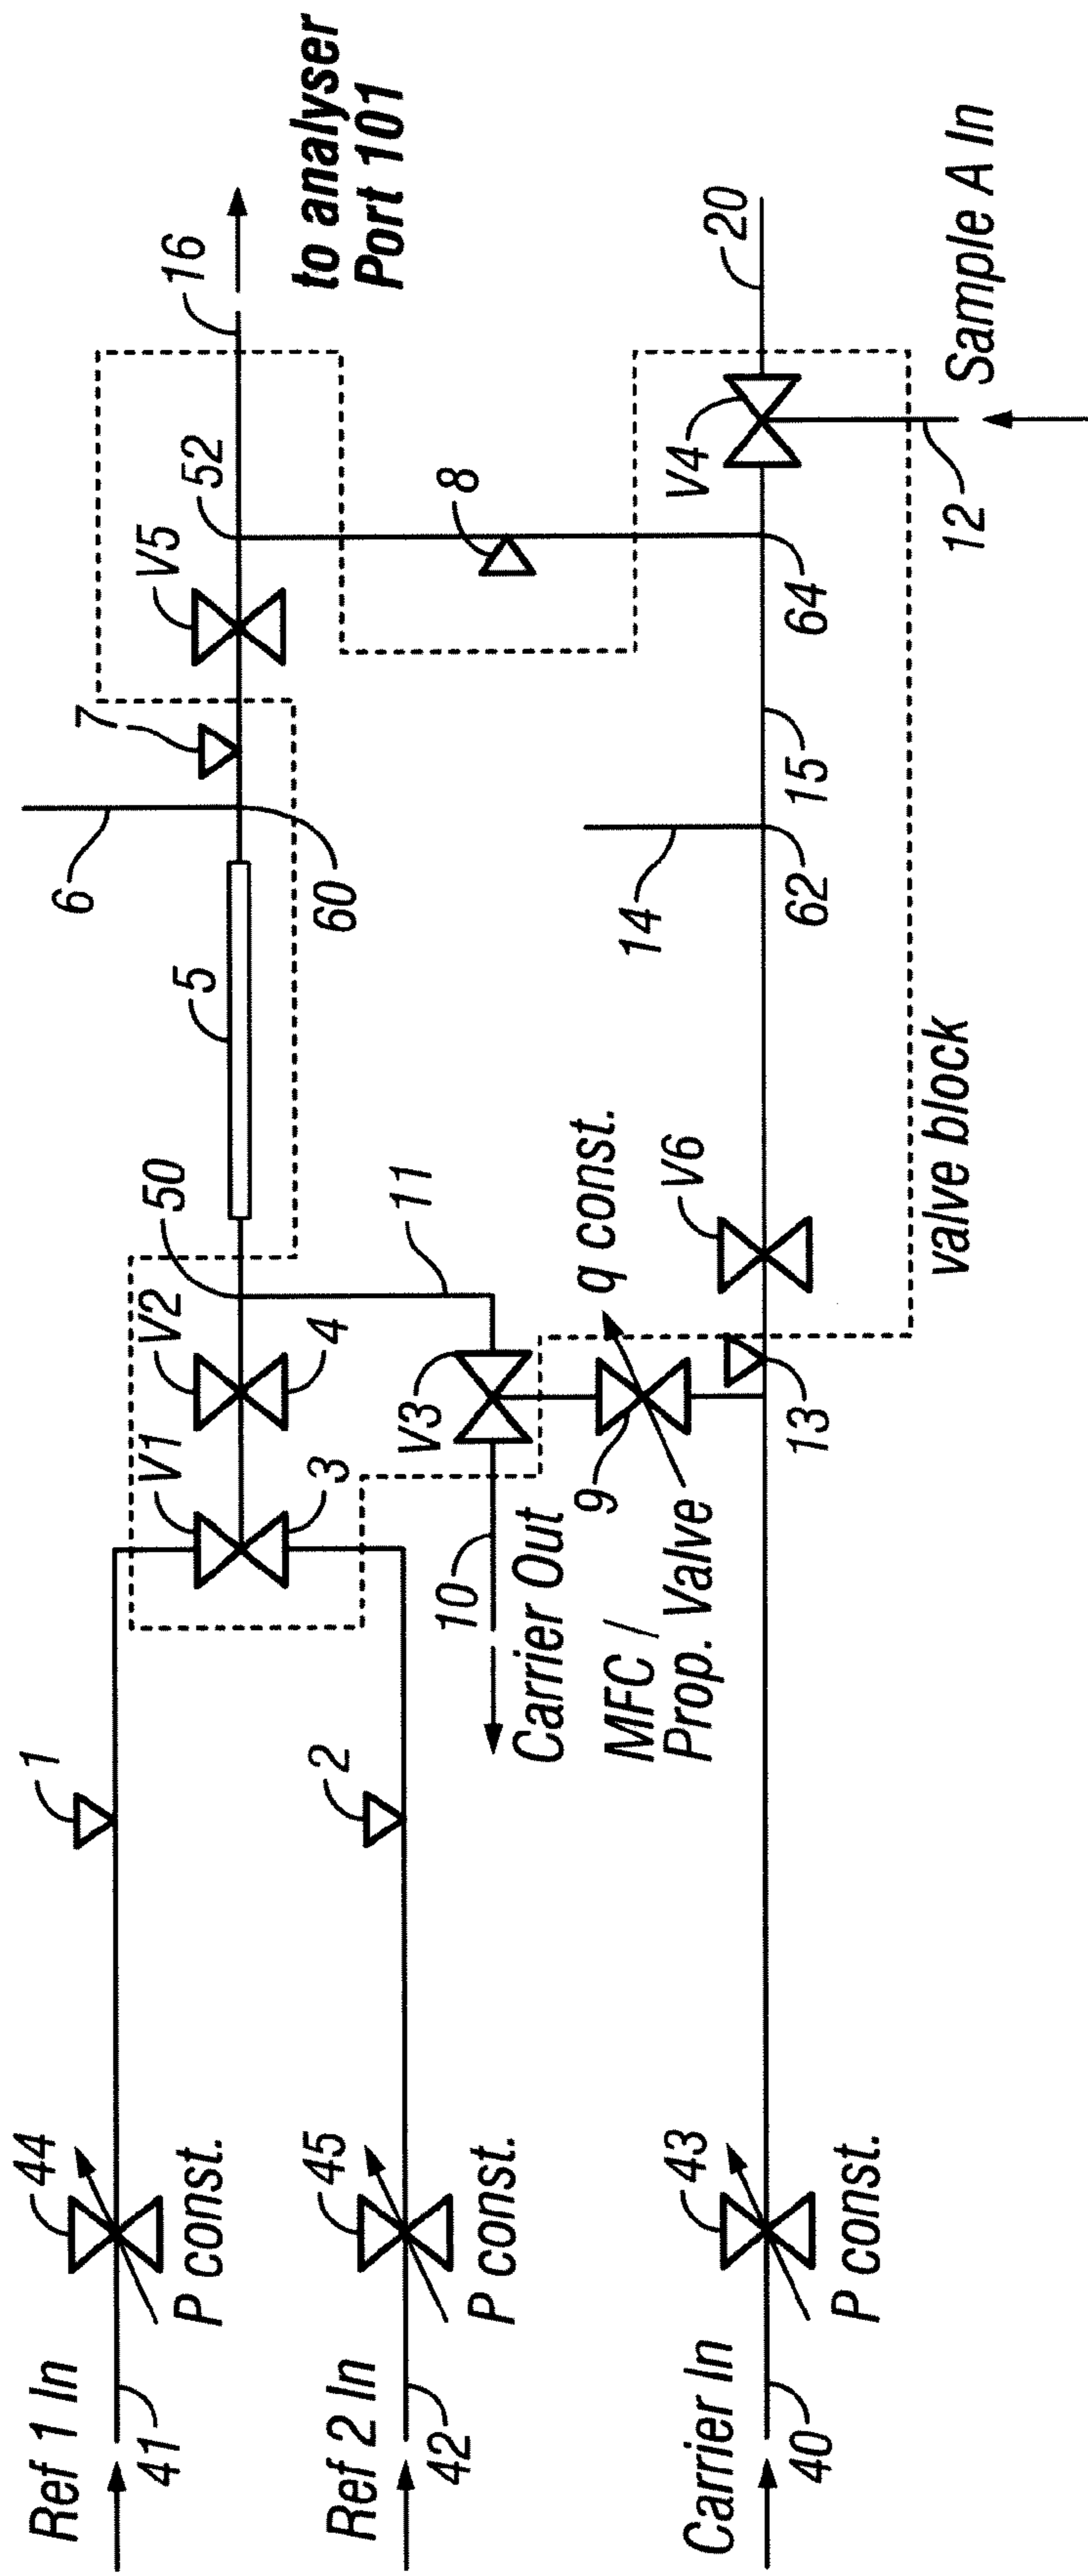 Ref 1 In
41
44
P const.
1
V1
3
V2
4
50
5
6
60
7
V5
52
16
to analyser
Port 101
Ref 2 In
42
45
P const.
2
10
Carrier Out
V3
11
9
q const.
MFC /
Prop. Valve
8
Carrier In
40
43
P const.
13
V6
14
62
15
64
V4
20
12
Sample A In
valve block